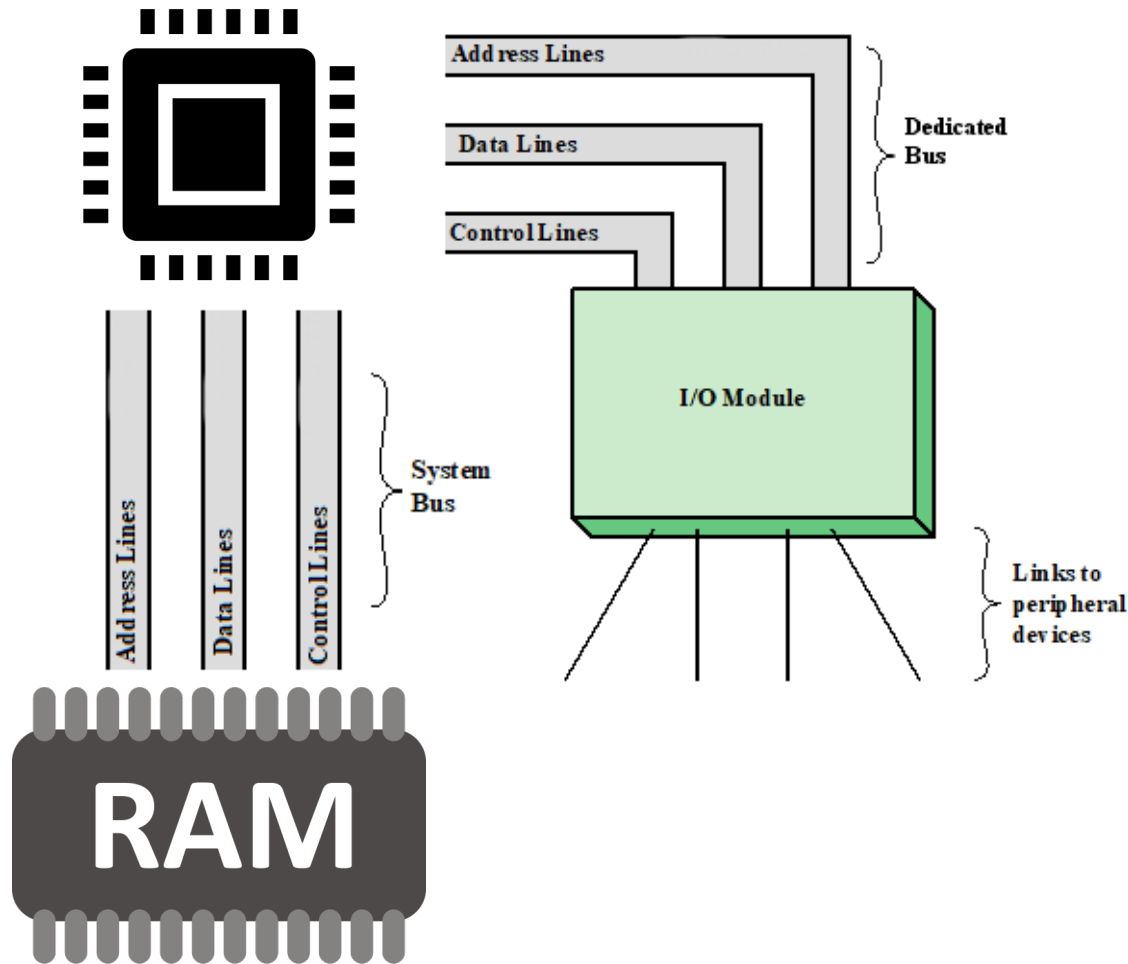 Address Lines
Data Lines
Control Lines
Dedicated
Bus
I/O Module
Address Lines
Data Lines
Control Lines
System
Bus
Links to
peripheral
devices
RAM